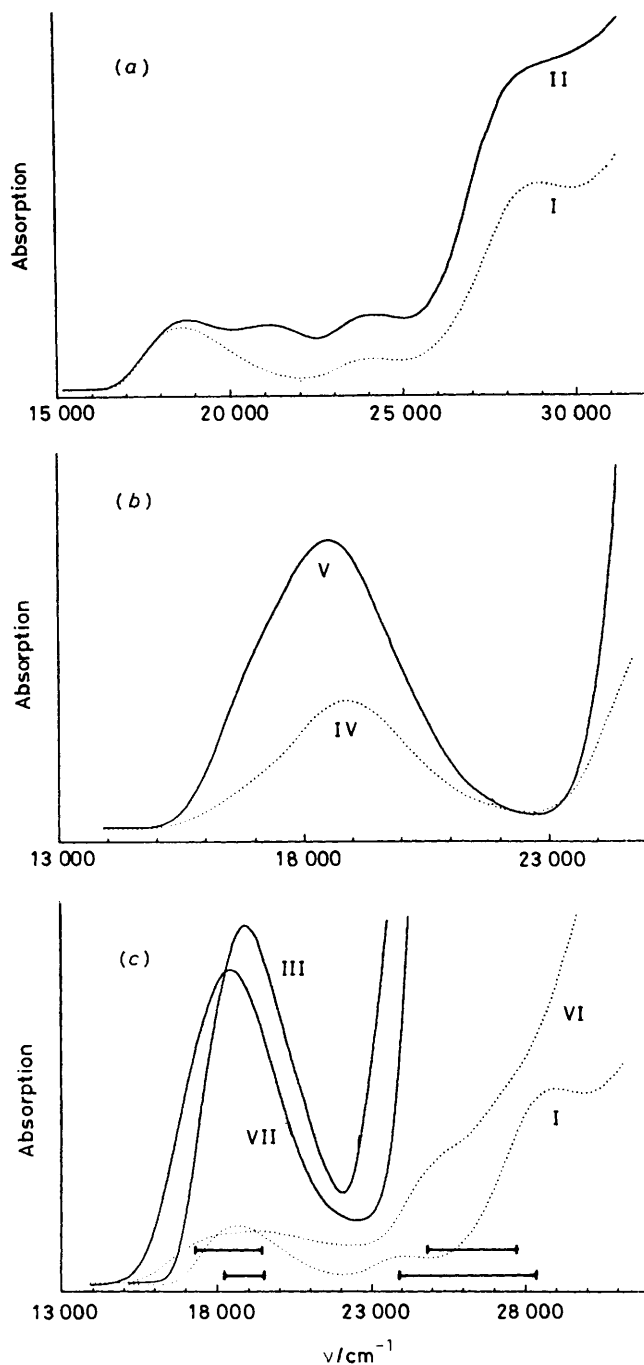 (a)
II
I
Absorption
15 000 20 000 25 000 30 000
(b)
V
IV
Absorption
13 000 18 000 23 000
(c)
III
VI
VII
I
Absorption
13 000 18 000 23 000 28 000
ν/cm⁻¹